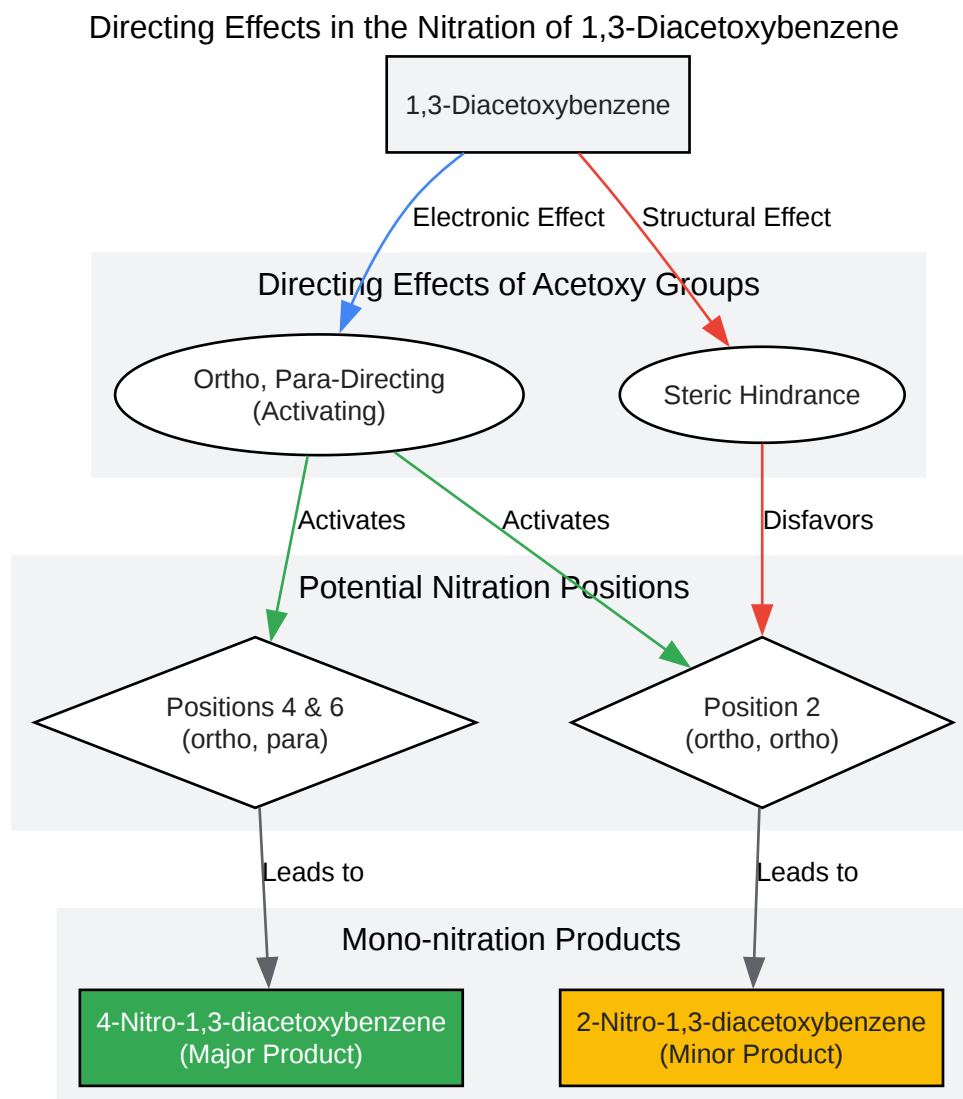 Directing Effects in the Nitration of 1,3-Diacetoxybenzene
1,3-Diacetoxybenzene
Electronic Effect
Structural Effect
Directing Effects of Acetoxy Groups
Ortho, Para-Directing
(Activating)
Steric Hindrance
Activates
Activates
Disfavors
Potential Nitration Positions
Positions 4 & 6
(ortho, para)
Position 2
(ortho, ortho)
Leads to
Leads to
Mono-nitration Products
4-Nitro-1,3-diacetoxybenzene
(Major Product)
2-Nitro-1,3-diacetoxybenzene
(Minor Product)